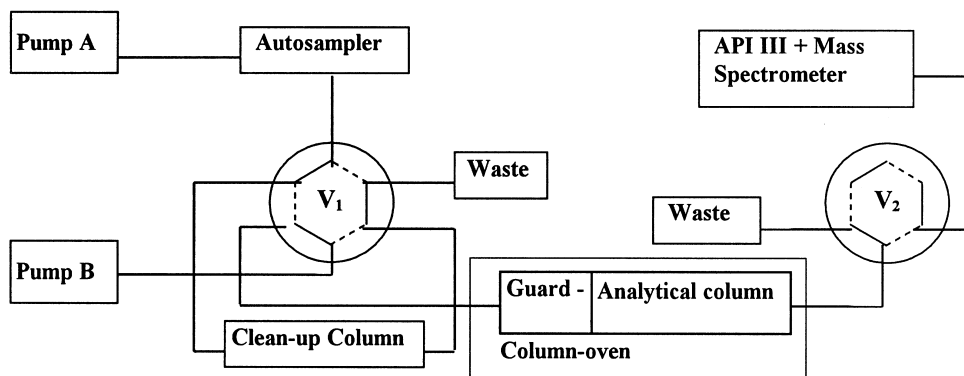 Pump A
Autosampler
API III + Mass
Spectrometer
V₁
Waste
V₂
Waste
Pump B
Guard -
Analytical column
Clean-up Column
Column-oven